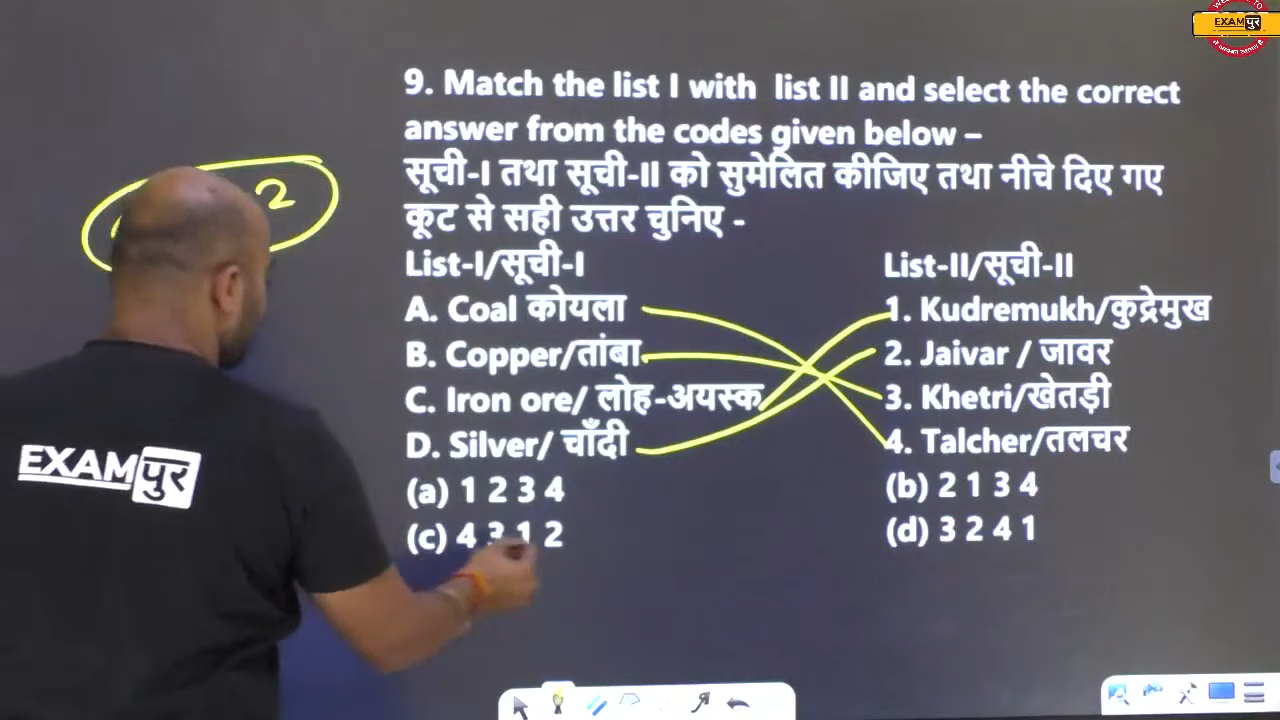 EXAMपुर
9. Match the list I with list II and select the correct
answer from the codes given below –
सूची-I तथा सूची-II को सुमेलित कीजिए तथा नीचे दिए गए
कूट से सही उत्तर चुनिए -
2
List-I/सूची-I
List-II/सूची-II
A. Coal कोयला
1. Kudremukh/कुद्रेमुख
B. Copper/तांबा
2. Jaivar / जावर
C. Iron ore/ लोह-अयस्क
3. Khetri/खेतड़ी
D. Silver/ चाँदी
4. Talcher/तलचर
(a) 1 2 3 4
(b) 2 1 3 4
(c) 4 3 1 2
(d) 3 2 4 1
EXAMपुर